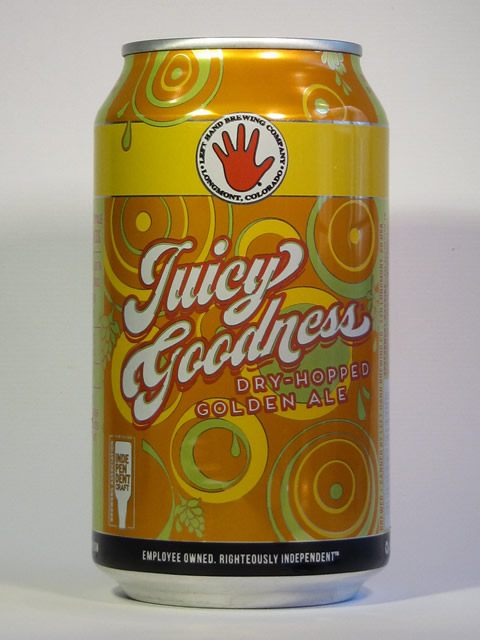 LEFT HAND BREWING COMPANY
• LONGMONT, COLORADO •
Juicy
Goodness
DRY-HOPPED
GOLDEN ALE
INDE
PEN
DENT
CRAFT
EMPLOYEE OWNED. RIGHTEOUSLY INDEPENDENT™